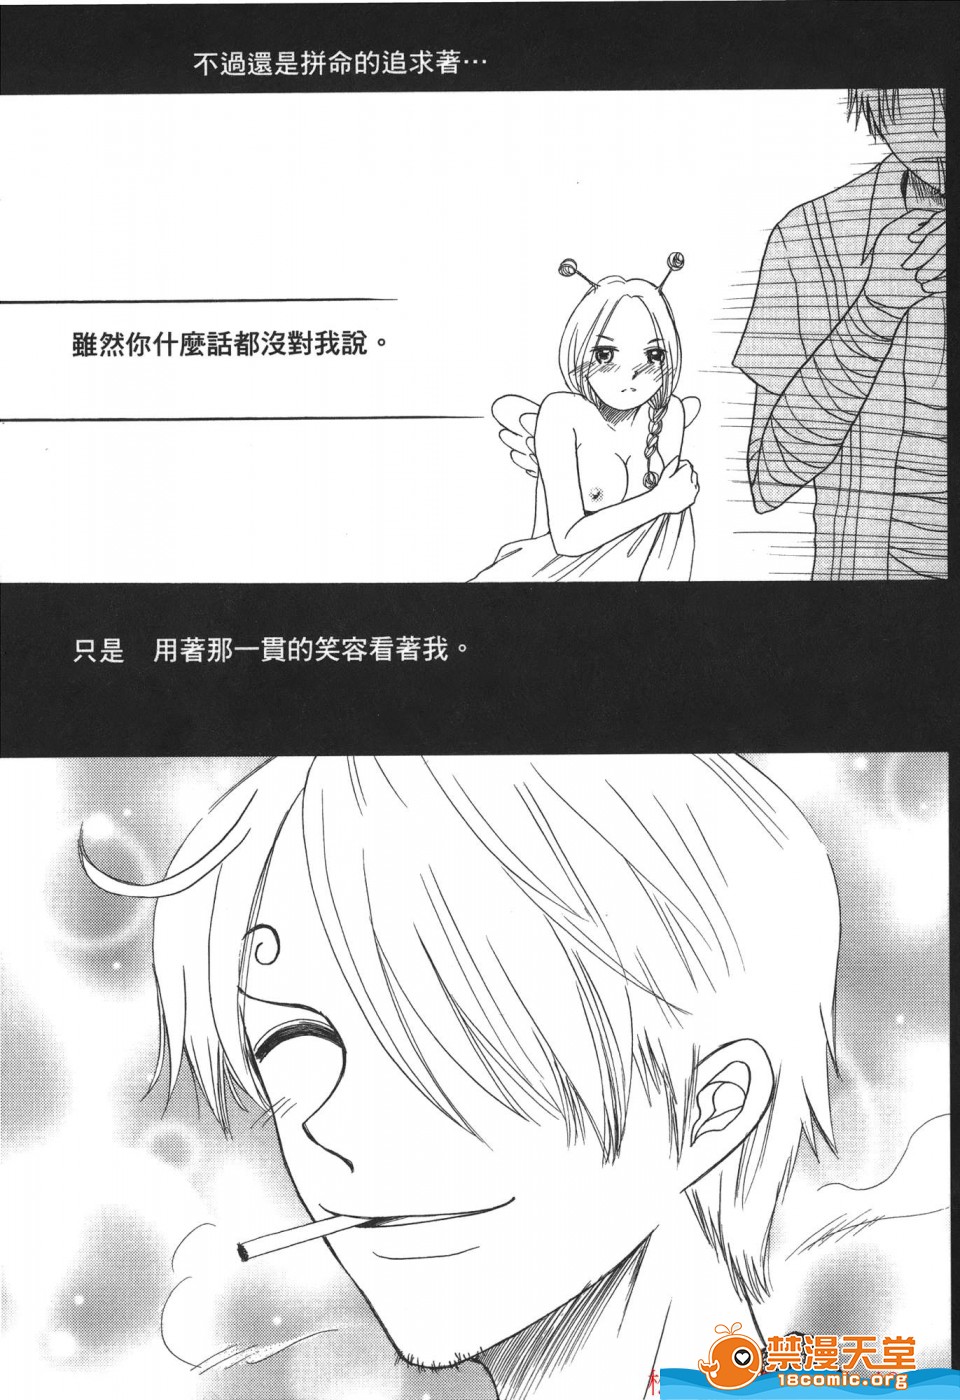 不過還是拼命的追求著…
雖然你什麼話都沒對我說。
只是　用著那一貫的笑容看著我。
禁漫天堂
18comic.org